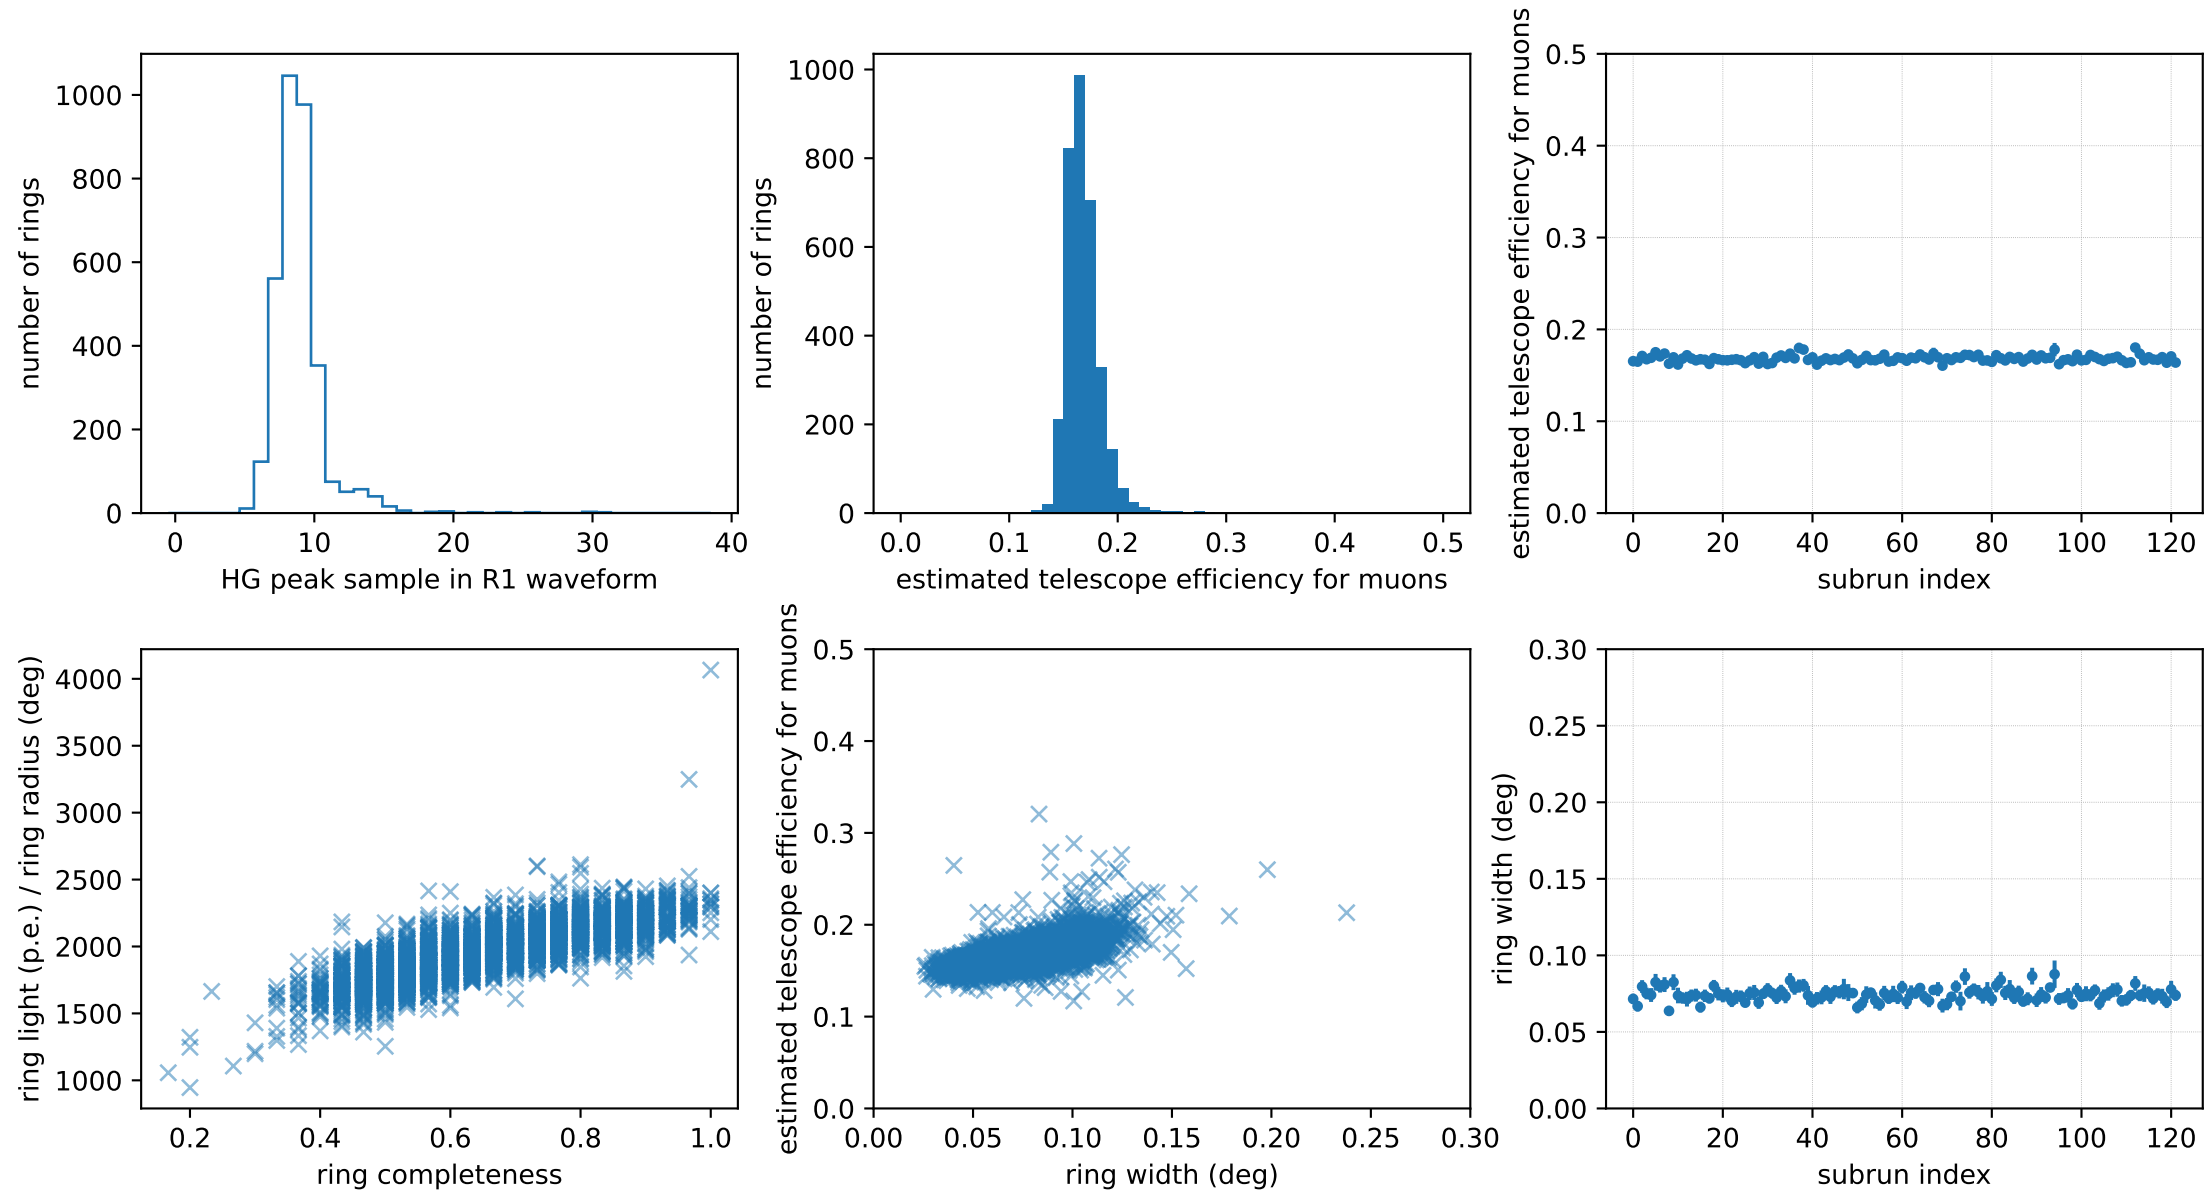 number of rings
1000
800
600
400
200
0
0 10 20 30 40
HG peak sample in R1 waveform
number of rings
1000
800
600
400
200
0
0.0 0.1 0.2 0.3 0.4 0.5
estimated telescope efficiency for muons
estimated telescope efficiency for muons
0.5
0.4
0.3
0.2
0.1
0.0
0 20 40 60 80 100 120
subrun index
ring light (p.e.) / ring radius (deg)
4000
3500
3000
2500
2000
1500
1000
0.2 0.4 0.6 0.8 1.0
ring completeness
estimated telescope efficiency for muons
0.5
0.4
0.3
0.2
0.1
0.0
0.00 0.05 0.10 0.15 0.20 0.25 0.30
ring width (deg)
ring width (deg)
0.30
0.25
0.20
0.15
0.10
0.05
0.00
0 20 40 60 80 100 120
subrun index